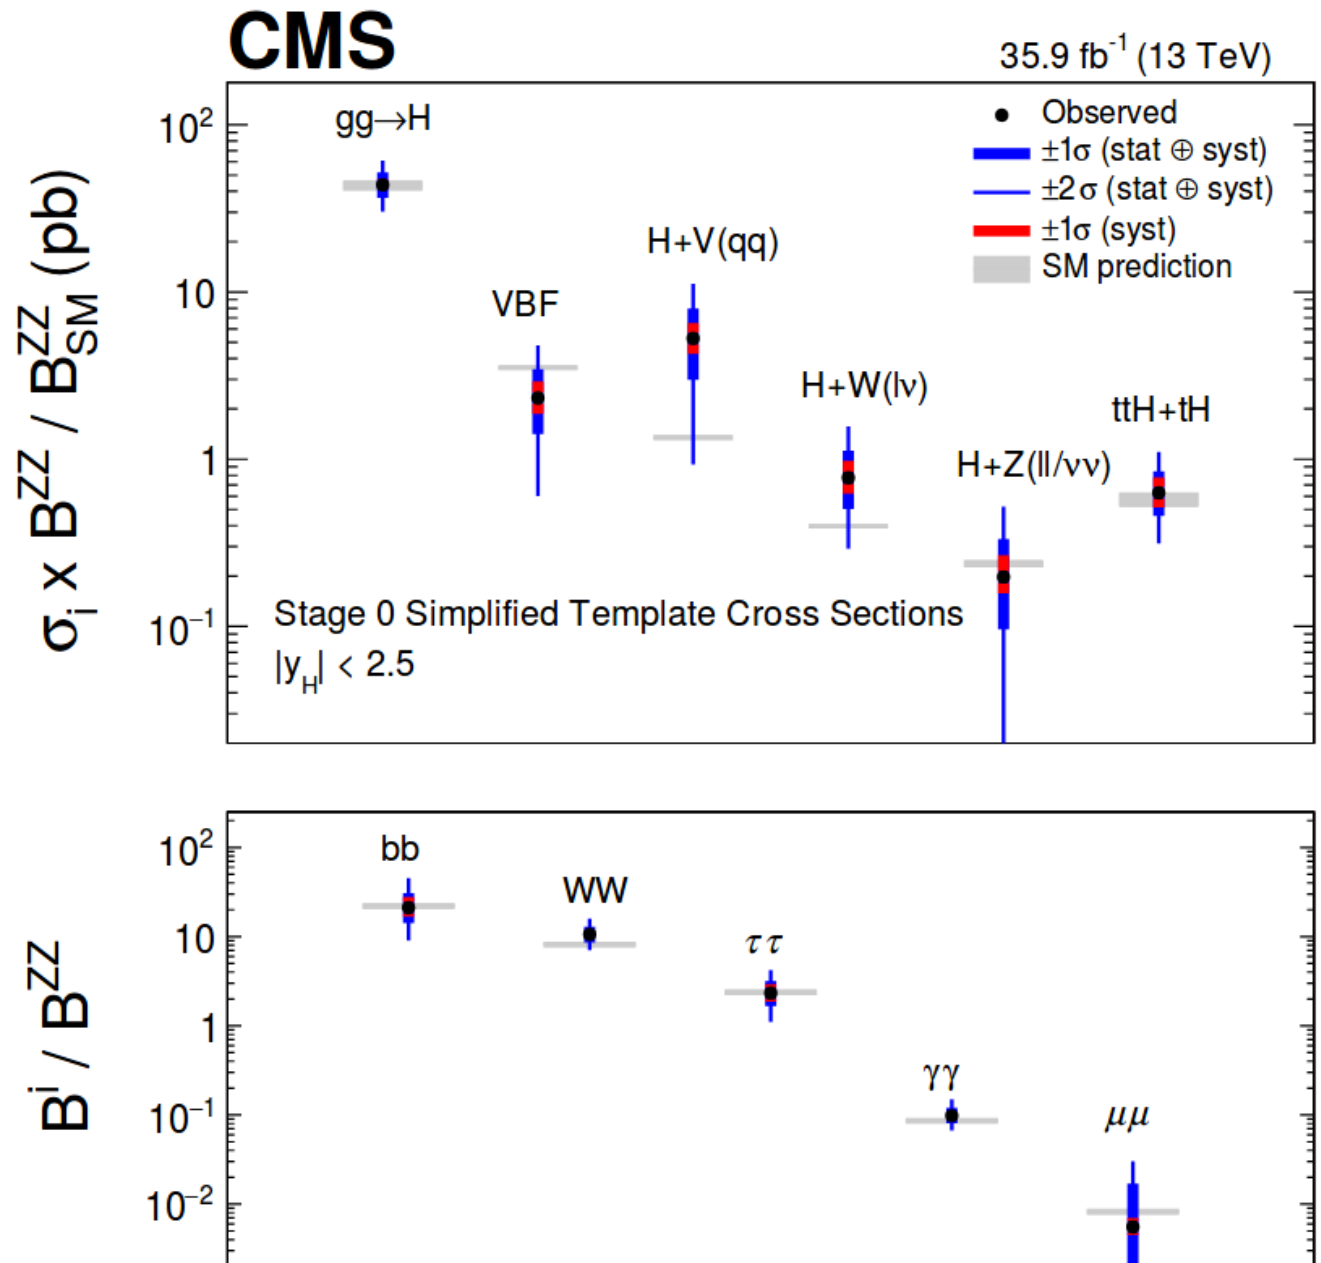 CMS
35.9 fb⁻¹ (13 TeV)
σᵢ x Bᶻᶻ / Bᶻᶻ_SM (pb)
10²
10
1
10⁻¹
gg→H
VBF
H+V(qq)
H+W(lν)
H+Z(ll/νν)
ttH+tH
Observed
±1σ (stat ⊕ syst)
±2σ (stat ⊕ syst)
±1σ (syst)
SM prediction
Stage 0 Simplified Template Cross Sections
|y_H| < 2.5
Bⁱ / Bᶻᶻ
10²
10
1
10⁻¹
10⁻²
bb
WW
ττ
γγ
μμ